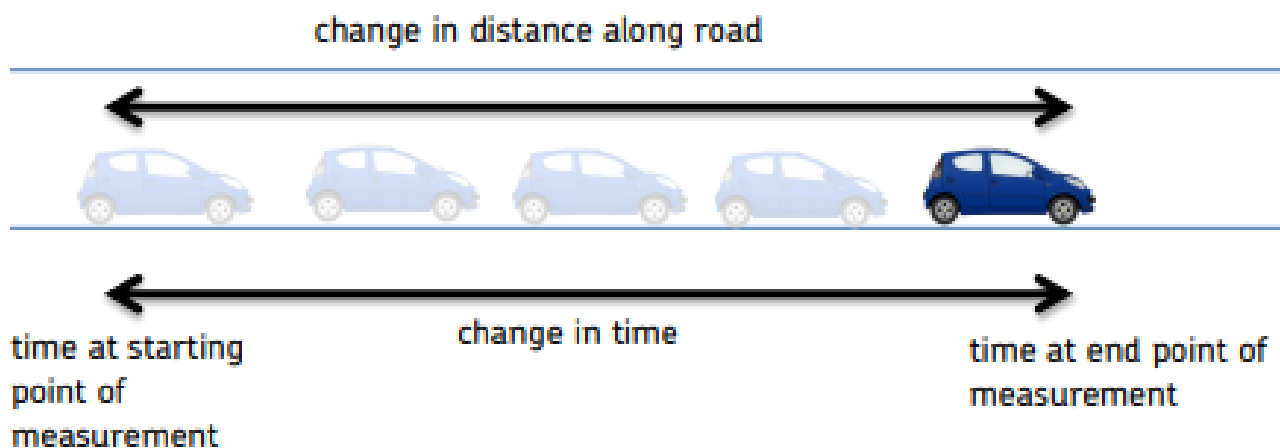 change in distance along road
change in time
time at starting
point of
measurement
time at end point of
measurement